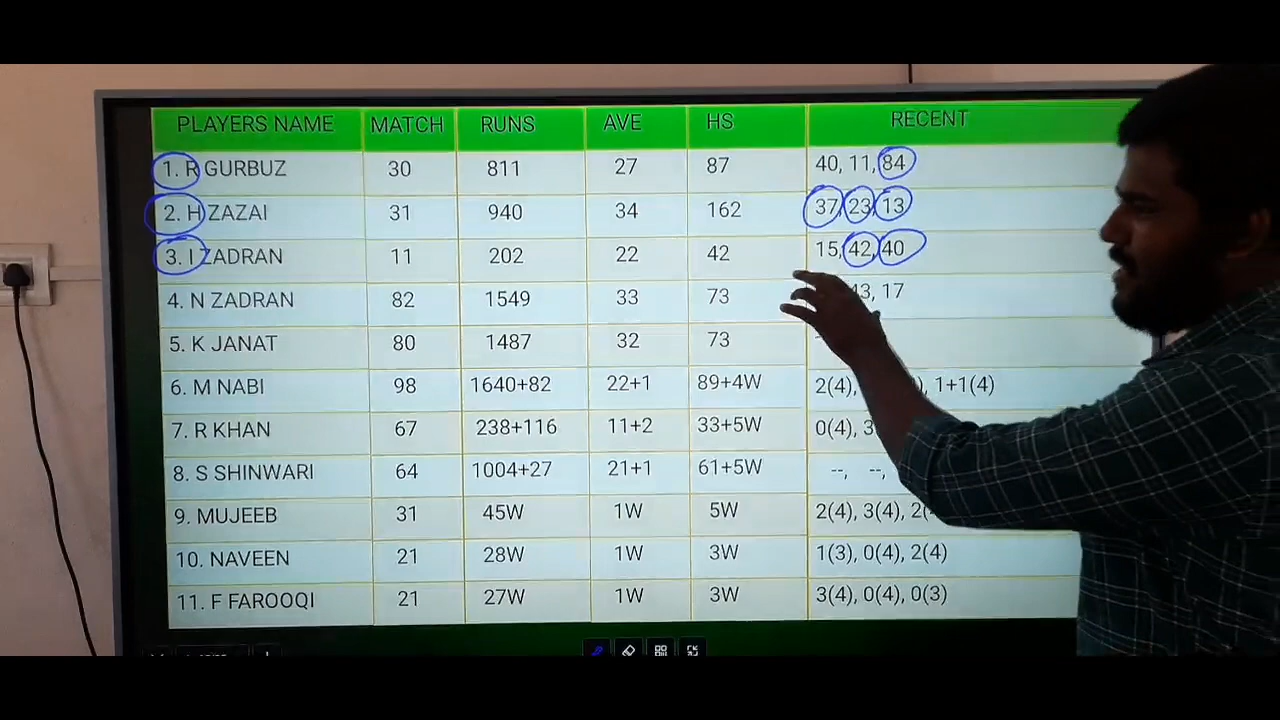 PLAYERS NAME MATCH RUNS AVE HS RECENT
1. R GURBUZ 30 811 27 87 40, 11, 84
2. H ZAZAI 31 940 34 162 37, 23, 13
3. I ZADRAN 11 202 22 42 15, 42, 40
4. N ZADRAN 82 1549 33 73 43, 17
5. K JANAT 80 1487 32 73
6. M NABI 98 1640+82 22+1 89+4W 2(4), 1+1(4)
7. R KHAN 67 238+116 11+2 33+5W 0(4), 3
8. S SHINWARI 64 1004+27 21+1 61+5W --, --,
9. MUJEEB 31 45W 1W 5W 2(4), 3(4), 2(
10. NAVEEN 21 28W 1W 3W 1(3), 0(4), 2(4)
11. F FAROOQI 21 27W 1W 3W 3(4), 0(4), 0(3)